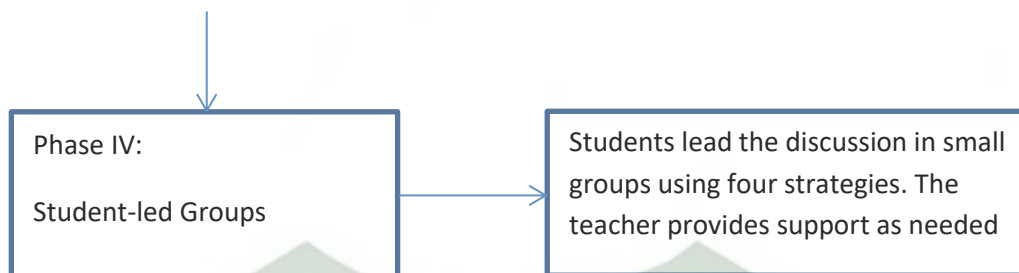 Phase IV:
Student-led Groups
Students lead the discussion in small
groups using four strategies. The
teacher provides support as needed